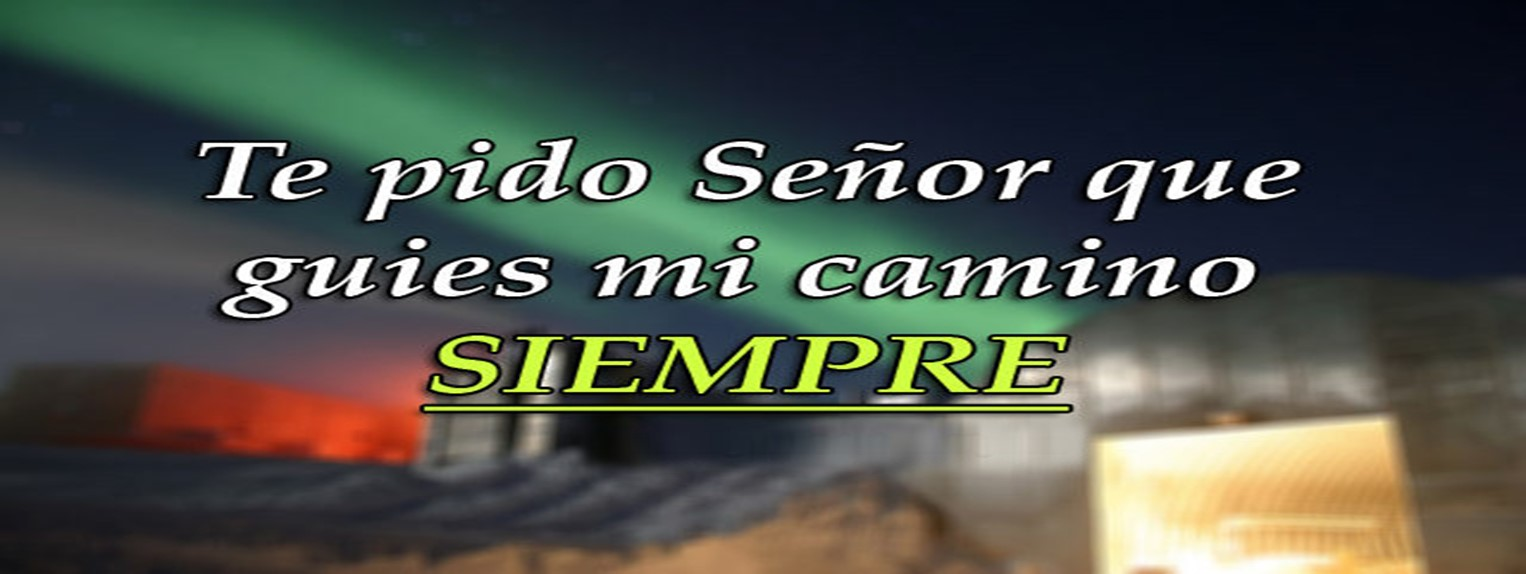 Te pido Señor que
guies mi camino
SIEMPRE